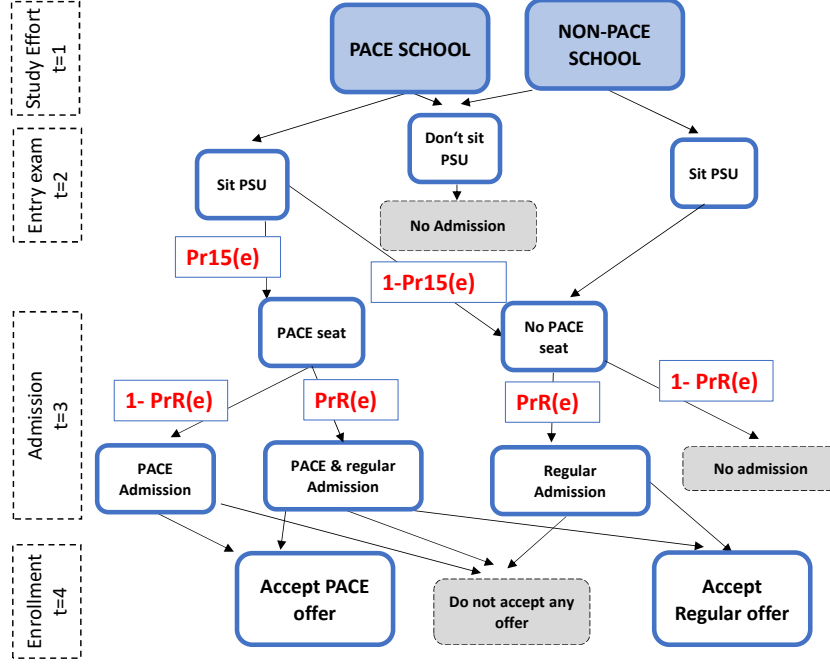 Study Effort
t=1
PACE SCHOOL
NON-PACE
SCHOOL
Entry exam
t=2
Sit PSU
Don‘t sit
PSU
Sit PSU
No Admission
Pr15(e)
1-Pr15(e)
Admission
t=3
PACE seat
No PACE
seat
1- PrR(e)
PrR(e)
PrR(e)
1- PrR(e)
PACE
Admission
PACE & regular
Admission
Regular
Admission
No admission
Enrollment
t=4
Accept PACE
offer
Do not accept any
offer
Accept
Regular offer